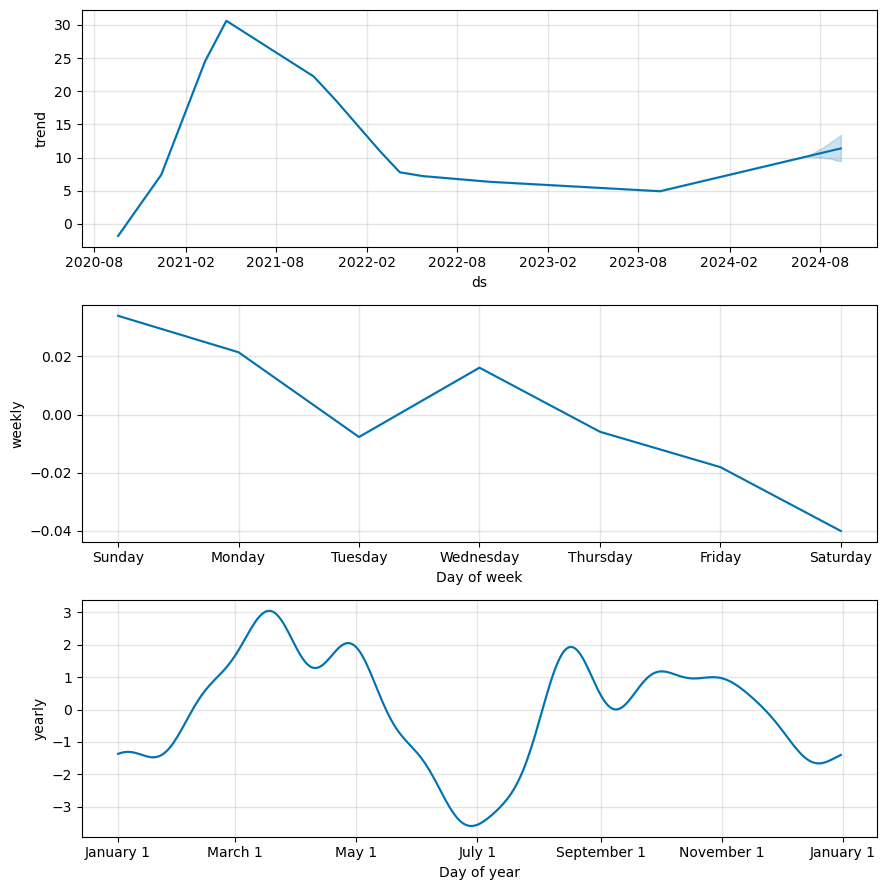 30
25
20
15
10
5
0
trend
2020-08 2021-02 2021-08 2022-02 2022-08 2023-02 2023-08 2024-02 2024-08
ds
0.02
0.00
−0.02
−0.04
weekly
Sunday Monday Tuesday Wednesday Thursday Friday Saturday
Day of week
3
2
1
0
−1
−2
−3
yearly
January 1 March 1 May 1 July 1 September 1 November 1 January 1
Day of year